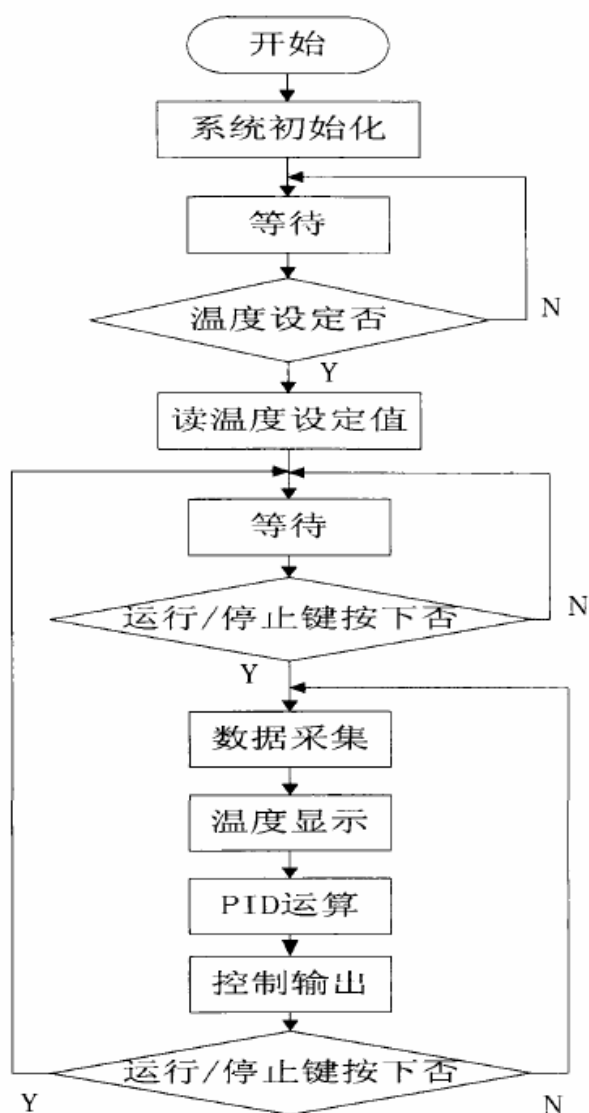 开始
系统初始化
等待
温度设定否
N
Y
读温度设定值
等待
运行/停止键按下否
N
Y
数据采集
温度显示
PID运算
控制输出
运行/停止键按下否
Y
N